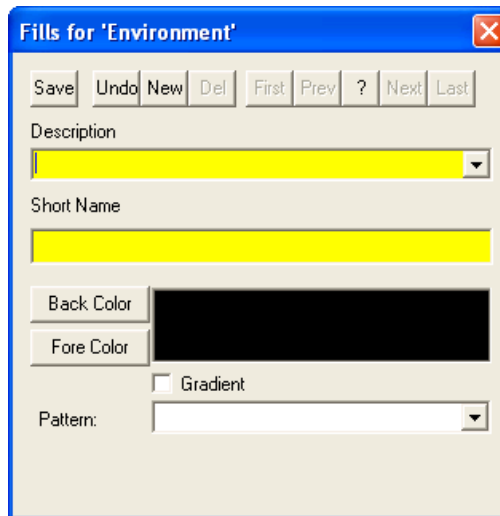 Fills for 'Environment'
Save Undo New Del First Prev ? Next Last
Description
Short Name
Back Color
Fore Color
Gradient
Pattern: